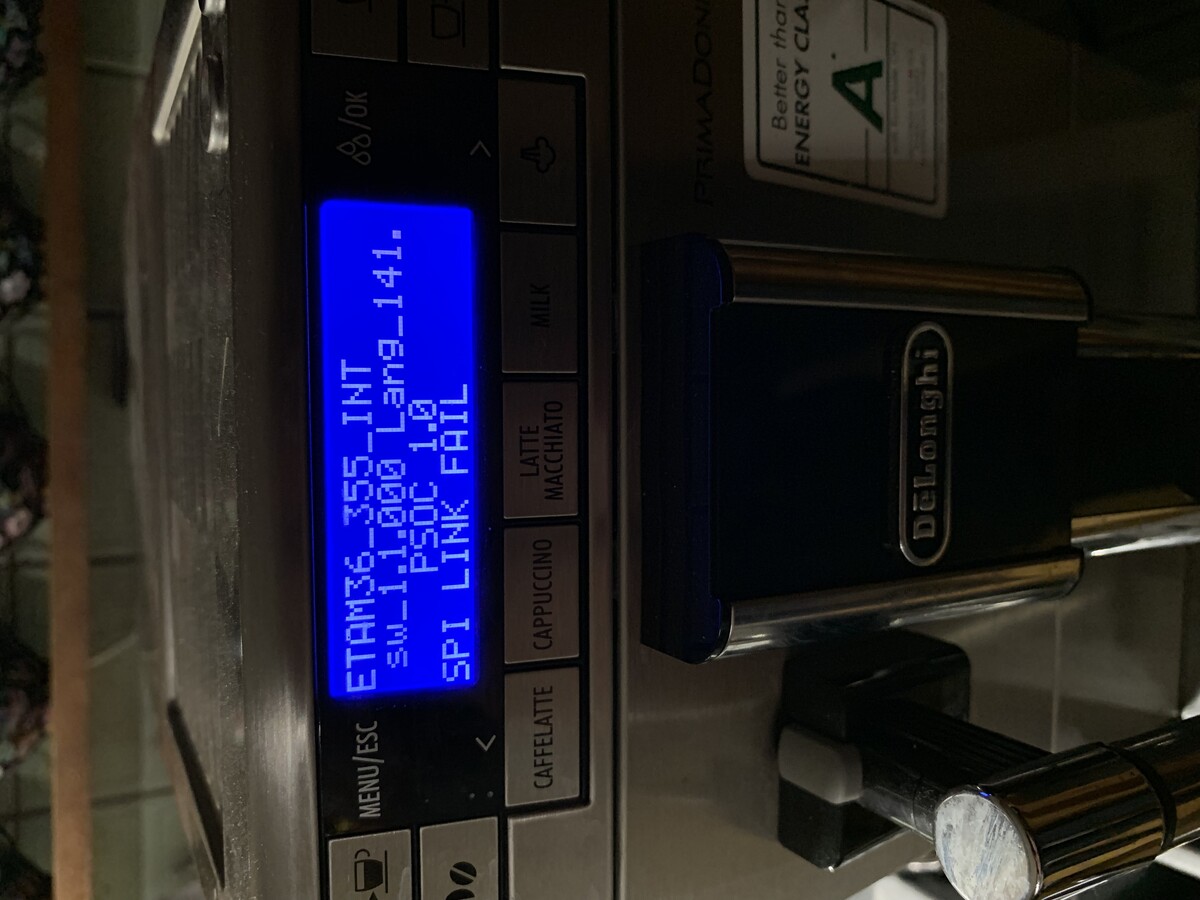 ETAM36_355_INT
sw_1.1.000 Lang_141.
PSOC 1.0
SPI LINK FAIL
MENU/ESC
/OK
<
>
CAFFELATTE
CAPPUCCINO
LATTE
MACCHIATO
MILK
PRIMADON
DēLonghi
Better than
ENERGY CLA
A